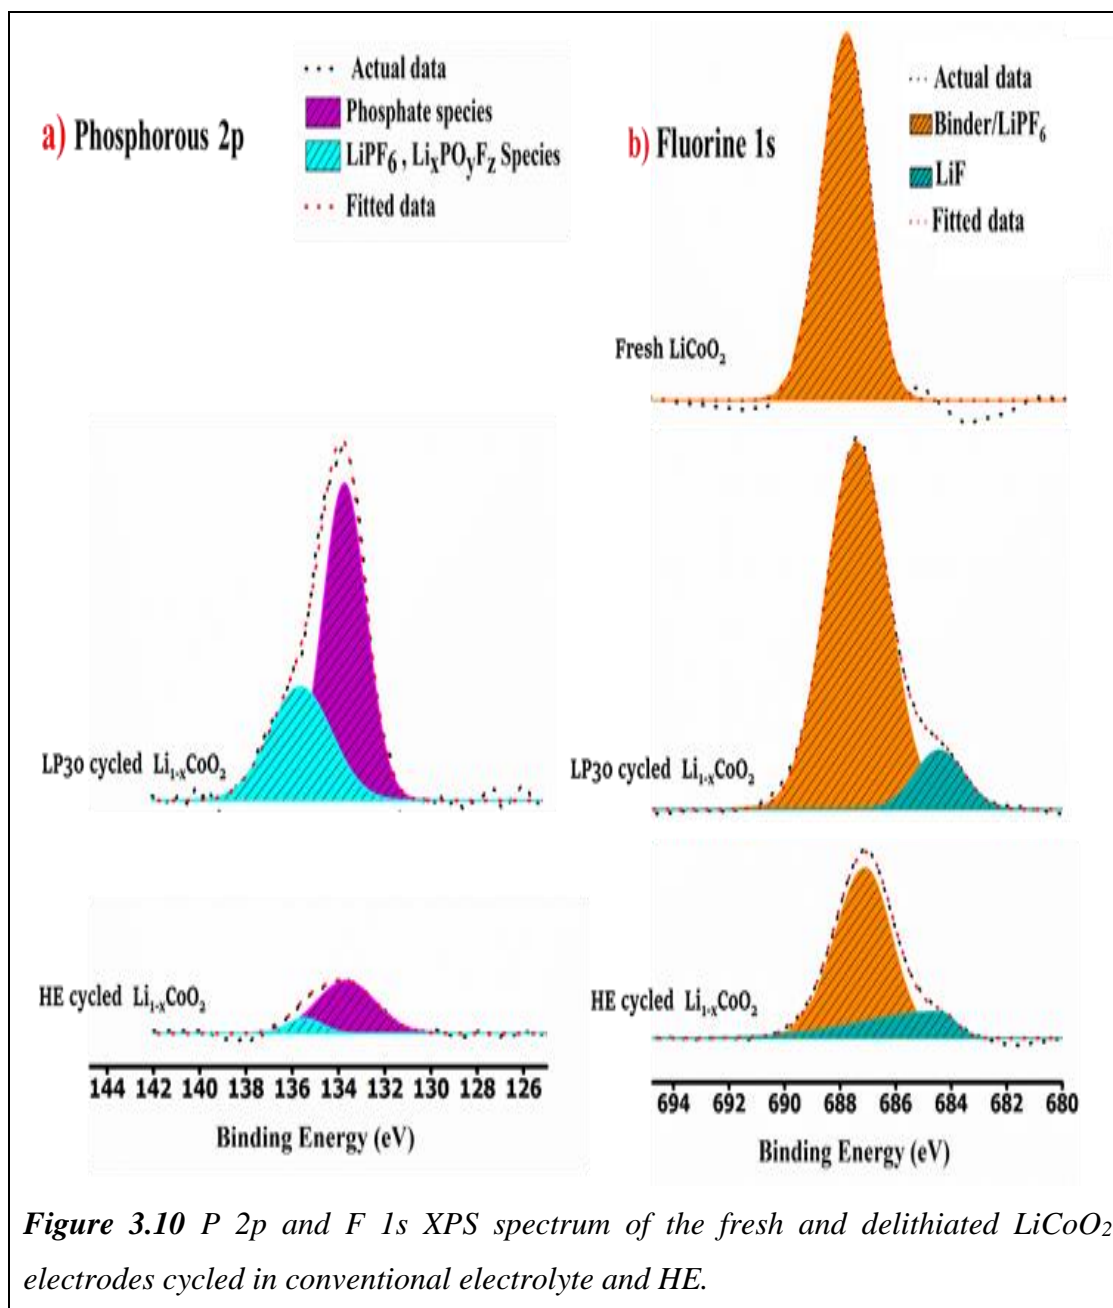 a) Phosphorous 2p
Actual data
Phosphate species
LiPF6 , LixPOyFz Species
Fitted data
LP30 cycled Li1-xCoO2
HE cycled Li1-xCoO2
144 142 140 138 136 134 132 130 128 126
Binding Energy (eV)
b) Fluorine 1s
Actual data
Binder/LiPF6
LiF
Fitted data
Fresh LiCoO2
LP30 cycled Li1-xCoO2
HE cycled Li1-xCoO2
694 692 690 688 686 684 682 680
Binding Energy (eV)
Figure 3.10 P 2p and F 1s XPS spectrum of the fresh and delithiated LiCoO2
electrodes cycled in conventional electrolyte and HE.